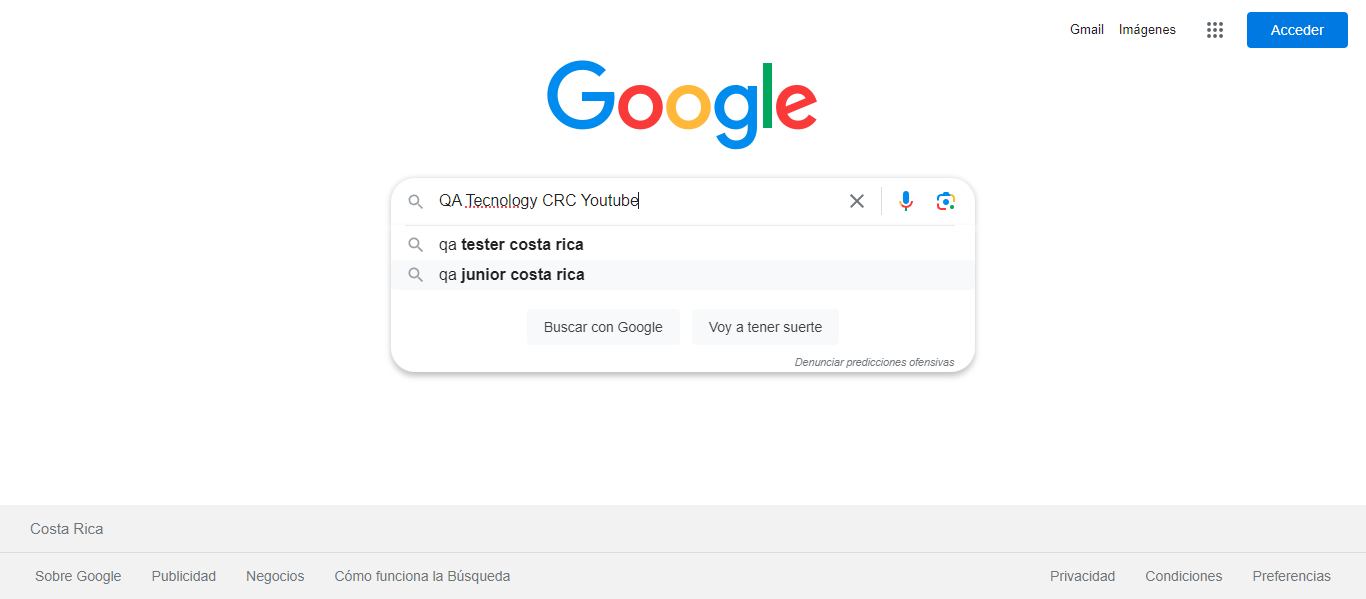 Gmail Imágenes Acceder
Google
QA Tecnology CRC Youtube
qa tester costa rica
qa junior costa rica
Buscar con Google Voy a tener suerte
Denunciar predicciones ofensivas
Costa Rica
Sobre Google Publicidad Negocios Cómo funciona la Búsqueda Privacidad Condiciones Preferencias